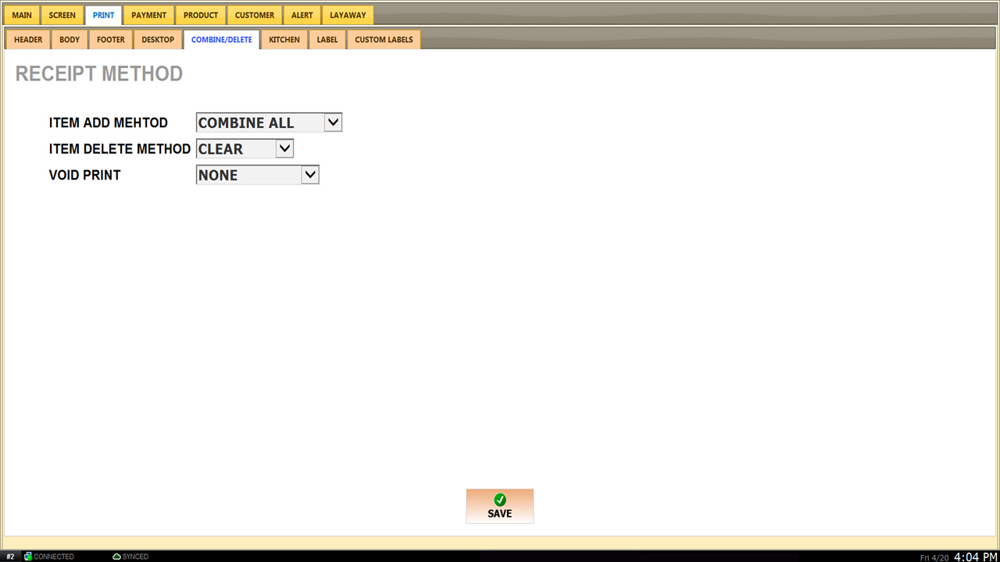 MAIN SCREEN PRINT PAYMENT PRODUCT CUSTOMER ALERT LAYAWAY
HEADER BODY FOOTER DESKTOP COMBINE/DELETE KITCHEN LABEL CUSTOM LABELS
RECEIPT METHOD
ITEM ADD MEHTOD COMBINE ALL
ITEM DELETE METHOD CLEAR
VOID PRINT NONE
SAVE
#2 CONNECTED SYNCED Fri 4/20 4:04 PM